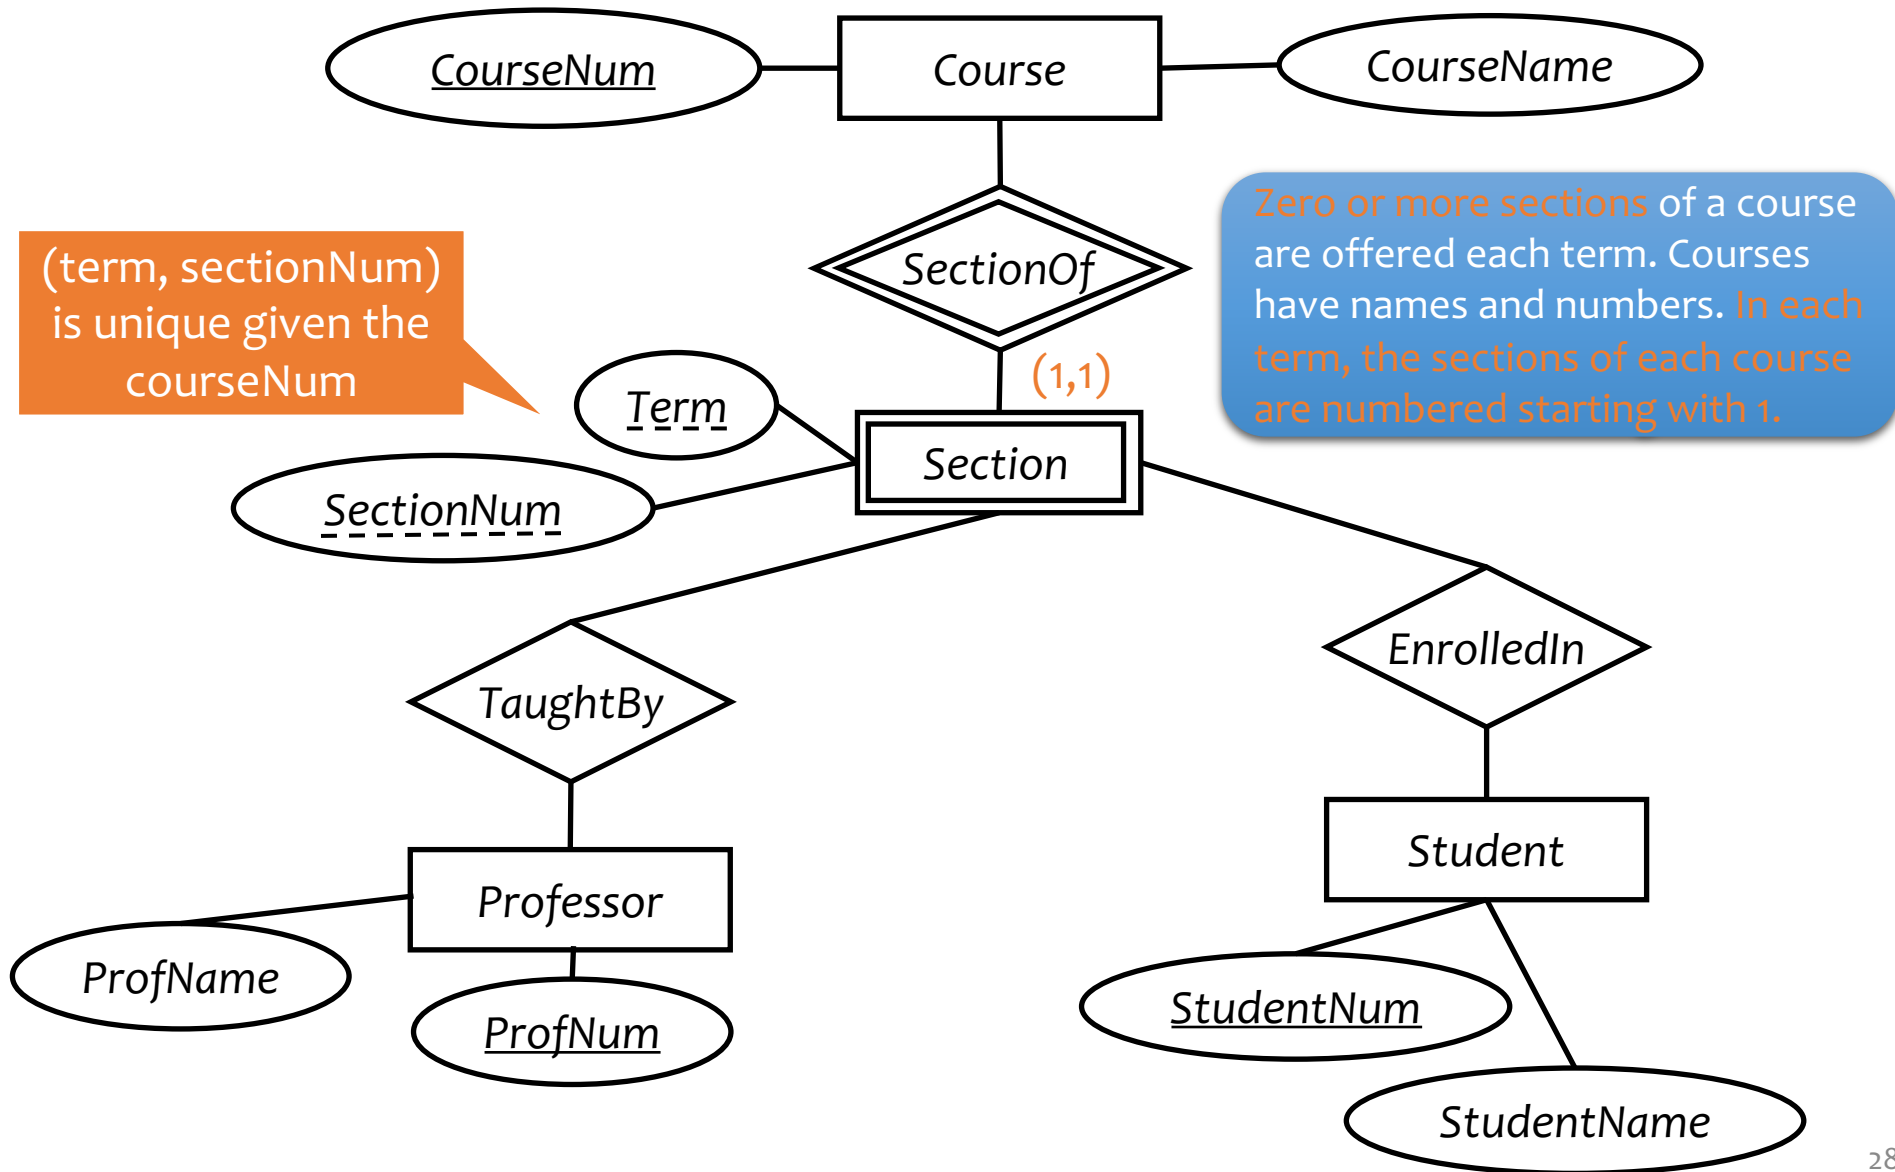 CourseNum
Course
CourseName
Zero or more sections of a course
are offered each term. Courses
have names and numbers. In each
term, the sections of each course
are numbered starting with 1.
(term, sectionNum)
is unique given the
courseNum
SectionOf
(1,1)
Term
Section
SectionNum
EnrolledIn
TaughtBy
Student
Professor
ProfName
ProfNum
StudentNum
StudentName
28